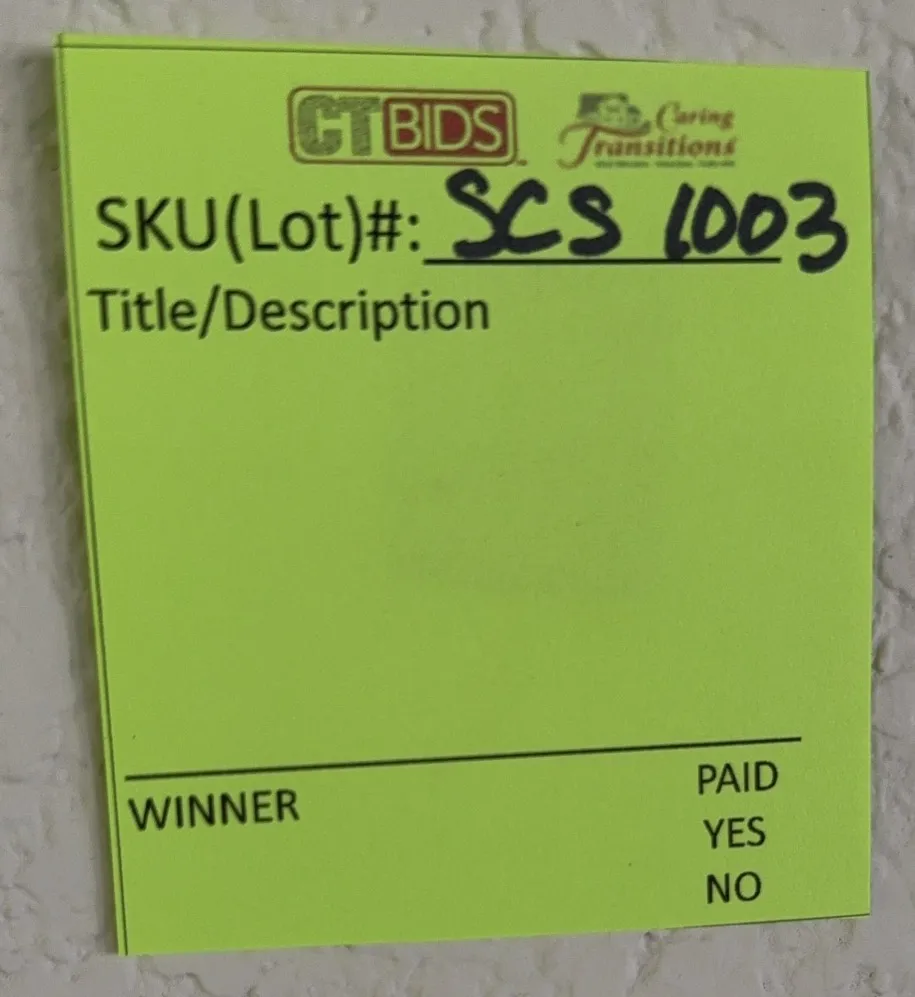 CTBIDS
Caring
Transitions
SKU(Lot)#: SCS 1003
Title/Description
WINNER
PAID
YES
NO